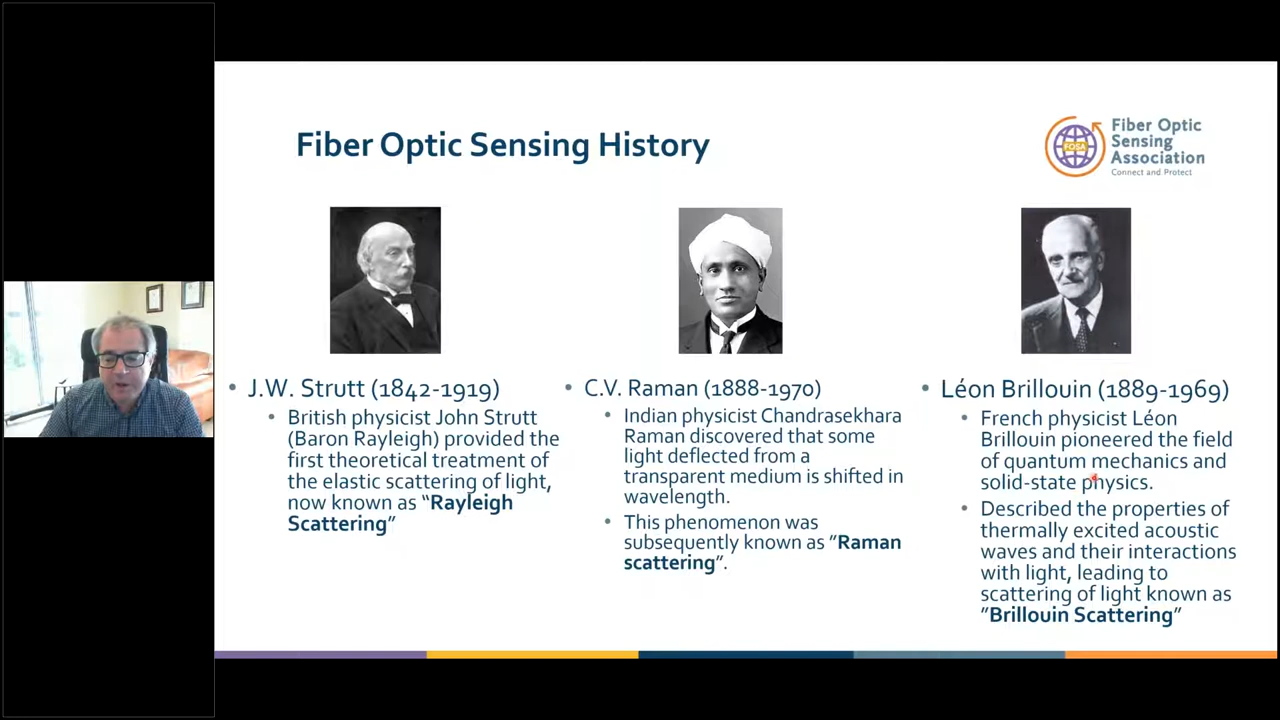 Fiber Optic Sensing History
Fiber Optic
Sensing
Association
Connect and Protect
FOSA
• J.W. Strutt (1842-1919)
• British physicist John Strutt
(Baron Rayleigh) provided the
first theoretical treatment of
the elastic scattering of light,
now known as “Rayleigh
Scattering”
• C.V. Raman (1888-1970)
• Indian physicist Chandrasekhara
Raman discovered that some
light deflected from a
transparent medium is shifted in
wavelength.
• This phenomenon was
subsequently known as ”Raman
scattering”.
• Léon Brillouin (1889-1969)
• French physicist Léon
Brillouin pioneered the field
of quantum mechanics and
solid-state physics.
• Described the properties of
thermally excited acoustic
waves and their interactions
with light, leading to
scattering of light known as
”Brillouin Scattering”